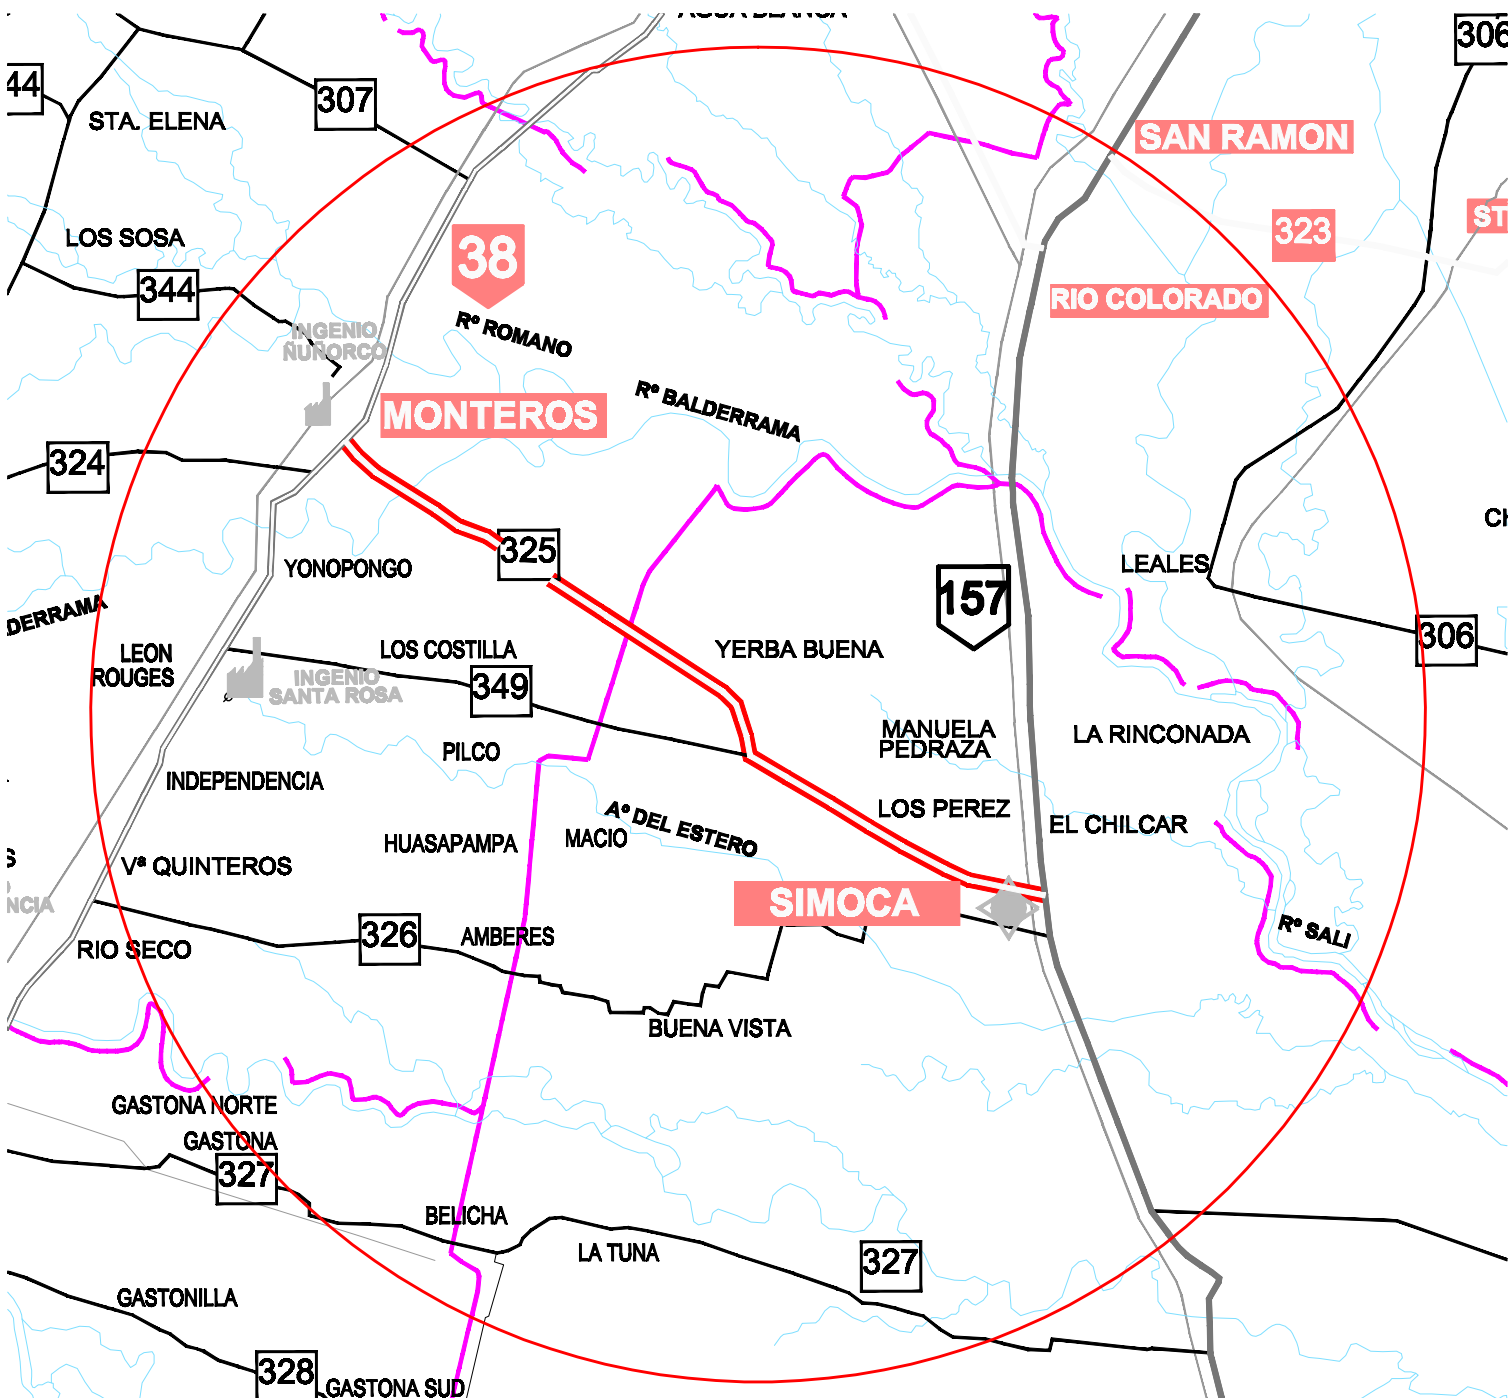 AGUA BLANCA
306
44
307
STA. ELENA
SAN RAMON
ST
323
LOS SOSA
38
344
RIO COLORADO
Rº ROMANO
INGENIO
ÑUÑORCO
MONTEROS
Rº BALDERRAMA
324
325
YONOPONGO
LEALES
157
DERRAMA
306
LEON
ROUGES
LOS COSTILLA
YERBA BUENA
INGENIO
SANTA ROSA
349
MANUELA
PEDRAZA
LA RINCONADA
PILCO
INDEPENDENCIA
LOS PEREZ
Aº DEL ESTERO
EL CHILCAR
HUASAPAMPA
MACIO
S
Vª QUINTEROS
NCIA
SIMOCA
326
AMBERES
Rº SALI
RIO SECO
BUENA VISTA
GASTONA NORTE
GASTONA
327
BELICHA
LA TUNA
327
GASTONILLA
328
GASTONA SUD